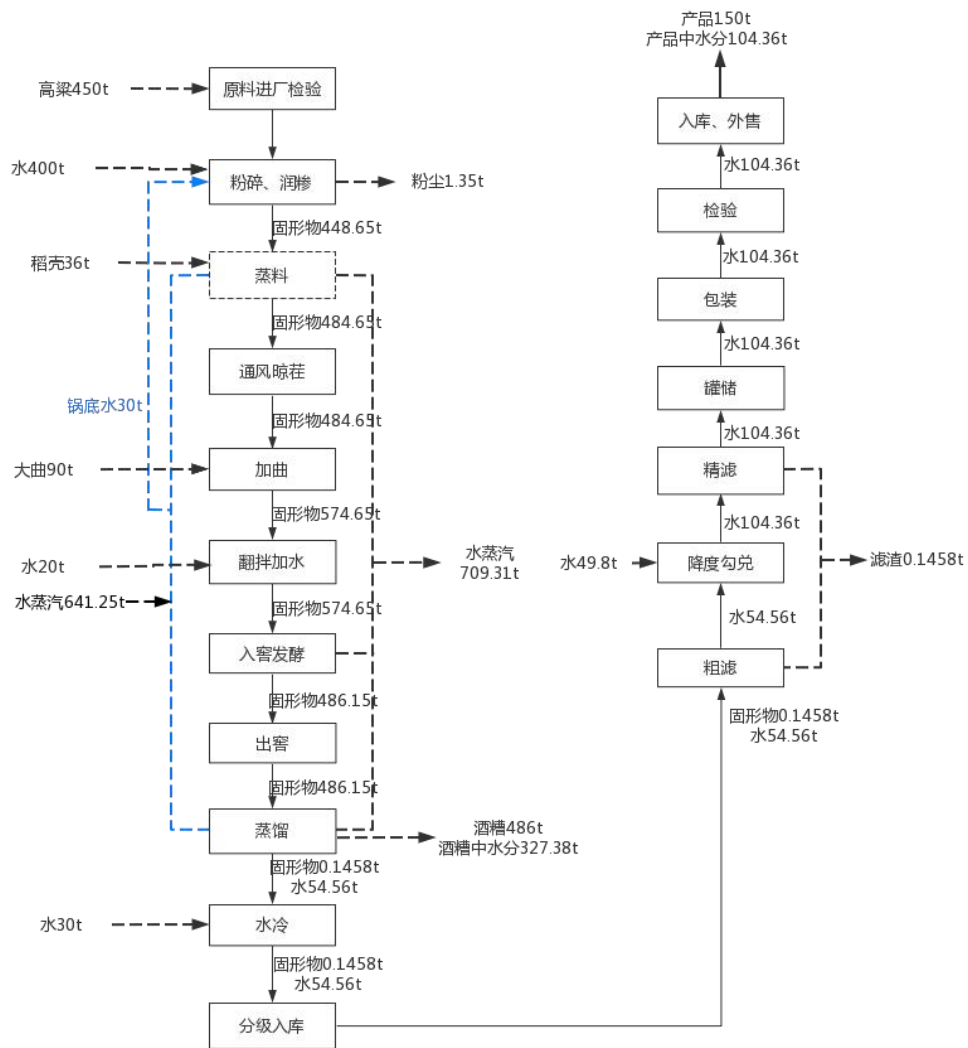 高粱450t
原料进厂检验
水400t
粉碎、润糁
粉尘1.35t
固形物448.65t
稻壳36t
蒸料
固形物484.65t
通风晾茬
锅底水30t
固形物484.65t
大曲90t
加曲
固形物574.65t
水20t
翻拌加水
水蒸汽
709.31t
水蒸汽641.25t
固形物574.65t
入窖发酵
固形物486.15t
出窖
固形物486.15t
蒸馏
酒糟486t
酒糟中水分327.38t
固形物0.1458t
水54.56t
水30t
水冷
固形物0.1458t
水54.56t
分级入库
产品150t
产品中水分104.36t
入库、外售
水104.36t
检验
水104.36t
包装
水104.36t
罐储
水104.36t
精滤
水104.36t
水49.8t
降度勾兑
滤渣0.1458t
水54.56t
粗滤
固形物0.1458t
水54.56t